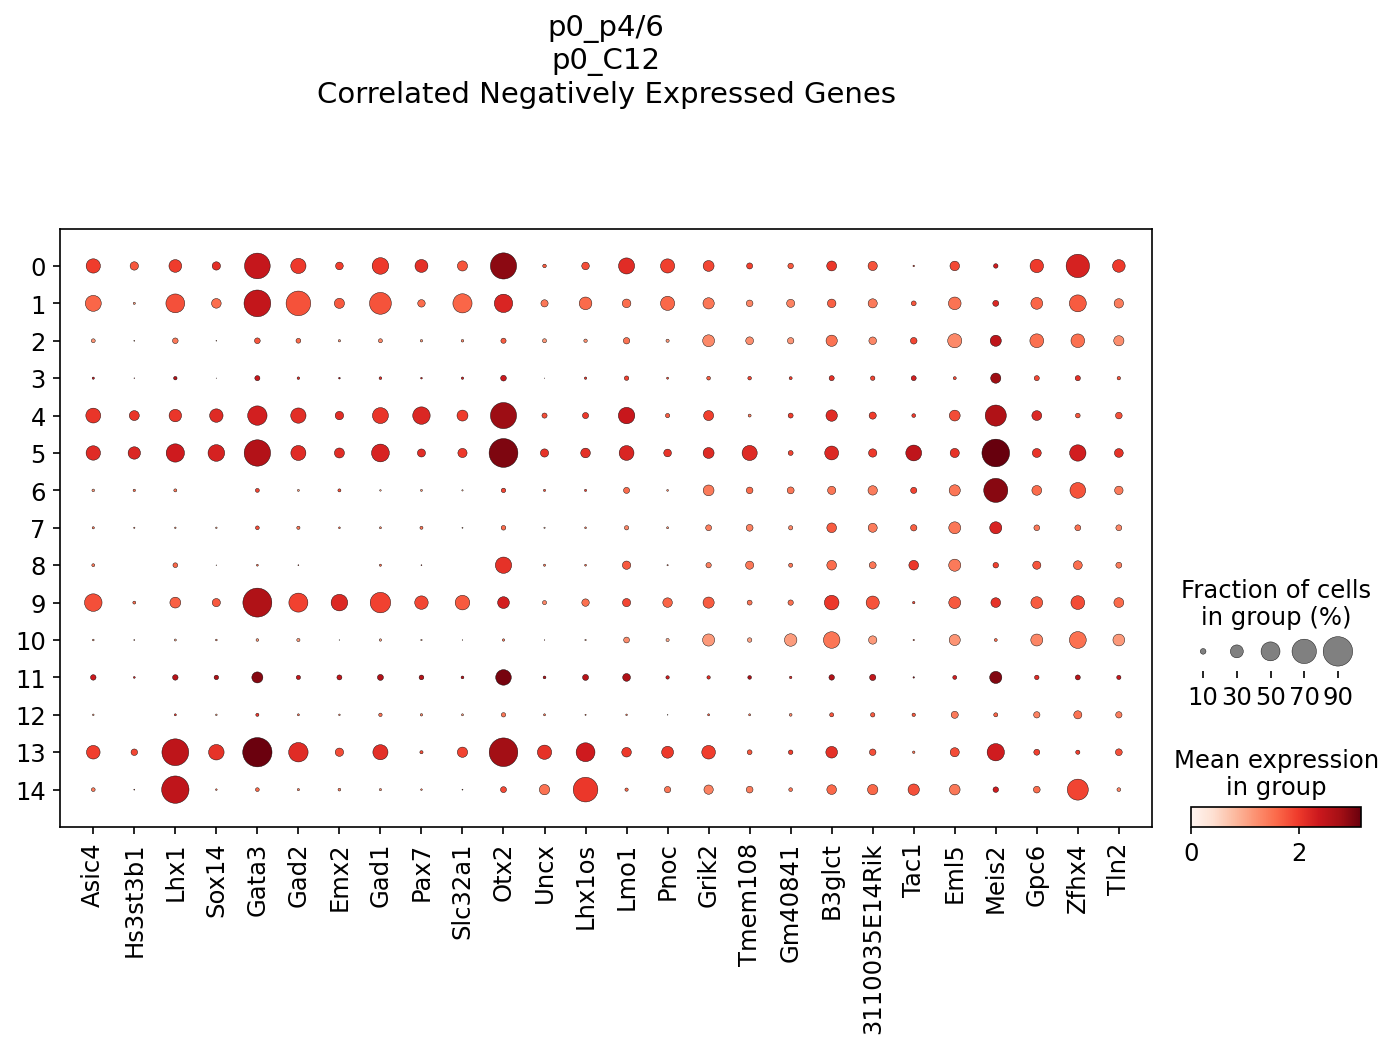 p0_p4/6
p0_C12
Correlated Negatively Expressed Genes
0
1
2
3
4
5
6
7
8
9
10
11
12
13
14
Asic4
Hs3st3b1
Lhx1
Sox14
Gata3
Gad2
Emx2
Gad1
Pax7
Slc32a1
Otx2
Uncx
Lhx1os
Lmo1
Pnoc
Grik2
Tmem108
Gm40841
B3glct
3110035E14Rik
Tac1
Eml5
Meis2
Gpc6
Zfhx4
Tln2
Fraction of cells
in group (%)
10 30 50 70 90
Mean expression
in group
0 2